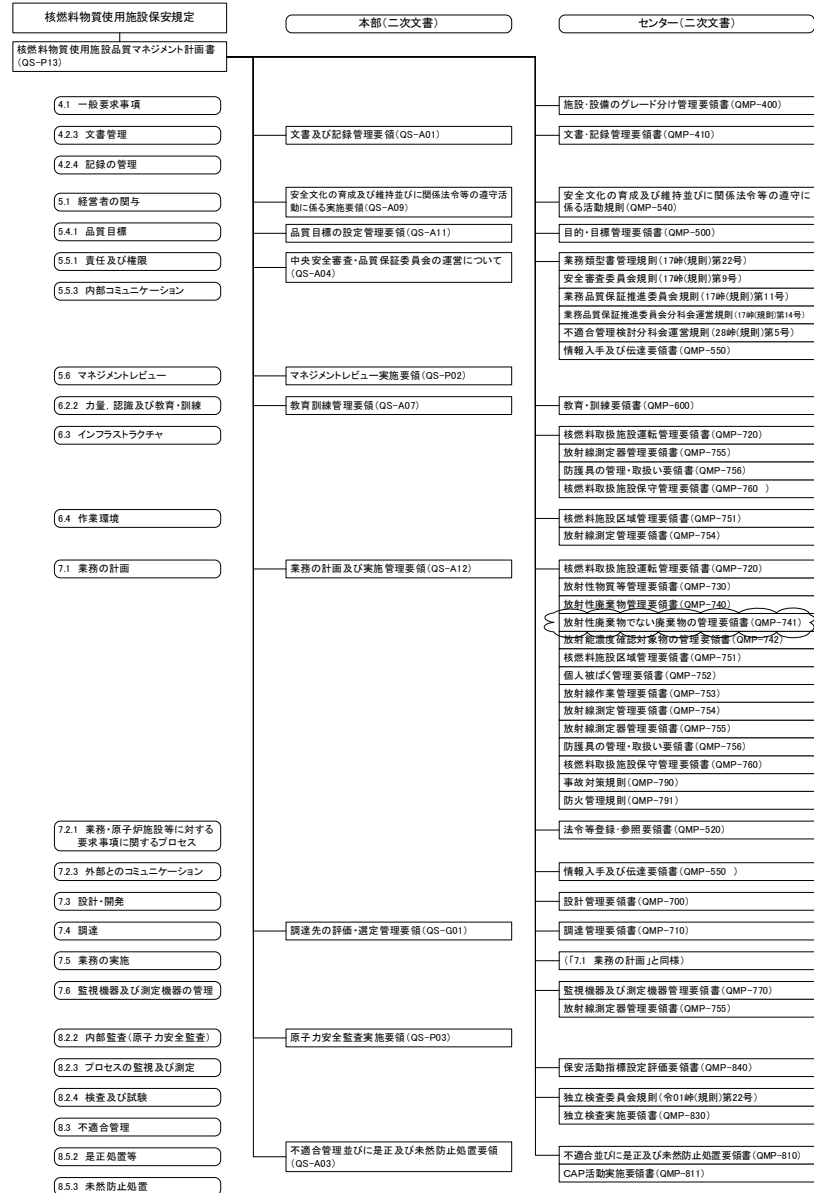 核燃料物質使用施設保安規定
本部(二次文書)
センター(二次文書)
核燃料物質使用施設品質マネジメント計画書
(QS-P13)
4.1 一般要求事項
施設・設備のグレード分け管理要領書(QMP-400)
4.2.3 文書管理
文書及び記録管理要領(QS-A01)
文書・記録管理要領書(QMP-410)
4.2.4 記録の管理
5.1 経営者の関与
安全文化の育成及び維持並びに関係法令等の遵守活
動に係る実施要領(QS-A09)
安全文化の育成及び維持並びに関係法令等の遵守に
係る活動規則(QMP-540)
5.4.1 品質目標
品質目標の設定管理要領(QS-A11)
目的・目標管理要領書(QMP-500)
5.5.1 責任及び権限
中央安全審査・品質保証委員会の運営について
(QS-A04)
業務類型書管理規則(17峠(規則)第22号)
安全審査委員会規則(17峠(規則)第9号)
5.5.3 内部コミュニケーション
業務品質保証推進委員会規則(17峠(規則)第11号)
業務品質保証推進委員会分科会運営規則(17峠(規則)第14号)
不適合管理検討分科会運営規則(28峠(規則)第5号)
情報入手及び伝達要領書(QMP-550)
5.6 マネジメントレビュー
マネジメントレビュー実施要領(QS-P02)
6.2.2 力量、認識及び教育・訓練
教育訓練管理要領(QS-A07)
教育・訓練要領書(QMP-600)
6.3 インフラストラクチャ
核燃料取扱施設運転管理要領書(QMP-720)
放射線測定器管理要領書(QMP-755)
防護具の管理・取扱い要領書(QMP-756)
核燃料取扱施設保守管理要領書(QMP-760 )
6.4 作業環境
核燃料施設区域管理要領書(QMP-751)
放射線測定管理要領書(QMP-754)
7.1 業務の計画
業務の計画及び実施管理要領(QS-A12)
核燃料取扱施設運転管理要領書(QMP-720)
放射性物質等管理要領書(QMP-730)
放射性廃棄物管理要領書(QMP-740)
放射性廃棄物でない廃棄物の管理要領書(QMP-741)
放射能濃度確認対象物の管理要領書(QMP-742)
核燃料施設区域管理要領書(QMP-751)
個人被ばく管理要領書(QMP-752)
放射線作業管理要領書(QMP-753)
放射線測定管理要領書(QMP-754)
放射線測定器管理要領書(QMP-755)
防護具の管理・取扱い要領書(QMP-756)
核燃料取扱施設保守管理要領書(QMP-760)
事故対策規則(QMP-790)
防火管理規則(QMP-791)
7.2.1 業務・原子炉施設等に対する
要求事項に関するプロセス
法令等登録・参照要領書(QMP-520)
7.2.3 外部とのコミュニケーション
情報入手及び伝達要領書(QMP-550 )
7.3 設計・開発
設計管理要領書(QMP-700)
7.4 調達
調達先の評価・選定管理要領(QS-G01)
調達管理要領書(QMP-710)
7.5 業務の実施
(「7.1 業務の計画」と同様)
7.6 監視機器及び測定機器の管理
監視機器及び測定機器管理要領書(QMP-770)
放射線測定器管理要領書(QMP-755)
8.2.2 内部監査(原子力安全監査)
原子力安全監査実施要領(QS-P03)
8.2.3 プロセスの監視及び測定
保安活動指標設定評価要領書(QMP-840)
8.2.4 検査及び試験
独立検査委員会規則(令01峠(規則)第22号)
独立検査実施要領書(QMP-830)
8.3 不適合管理
8.5.2 是正処置等
不適合管理並びに是正及び未然防止処置要領
(QS-A03)
不適合並びに是正及び未然防止処置要領書(QMP-810)
CAP活動実施要領書(QMP-811)
8.5.3 未然防止処置